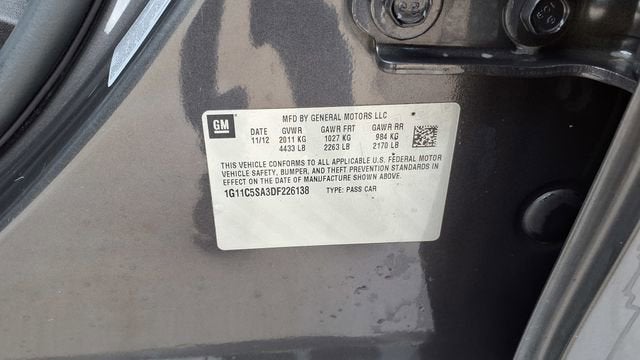 GM
MFD BY GENERAL MOTORS LLC
DATE GVWR GAWR FRT GAWR RR
11/12 2011 KG 1027 KG 984 KG
4433 LB 2263 LB 2170 LB
THIS VEHICLE CONFORMS TO ALL APPLICABLE U.S. FEDERAL MOTOR
VEHICLE SAFETY, BUMPER, AND THEFT PREVENTION STANDARDS IN
EFFECT ON THE DATE OF MANUFACTURE SHOWN ABOVE.
1G11C5SA3DF226138 TYPE: PASS CAR